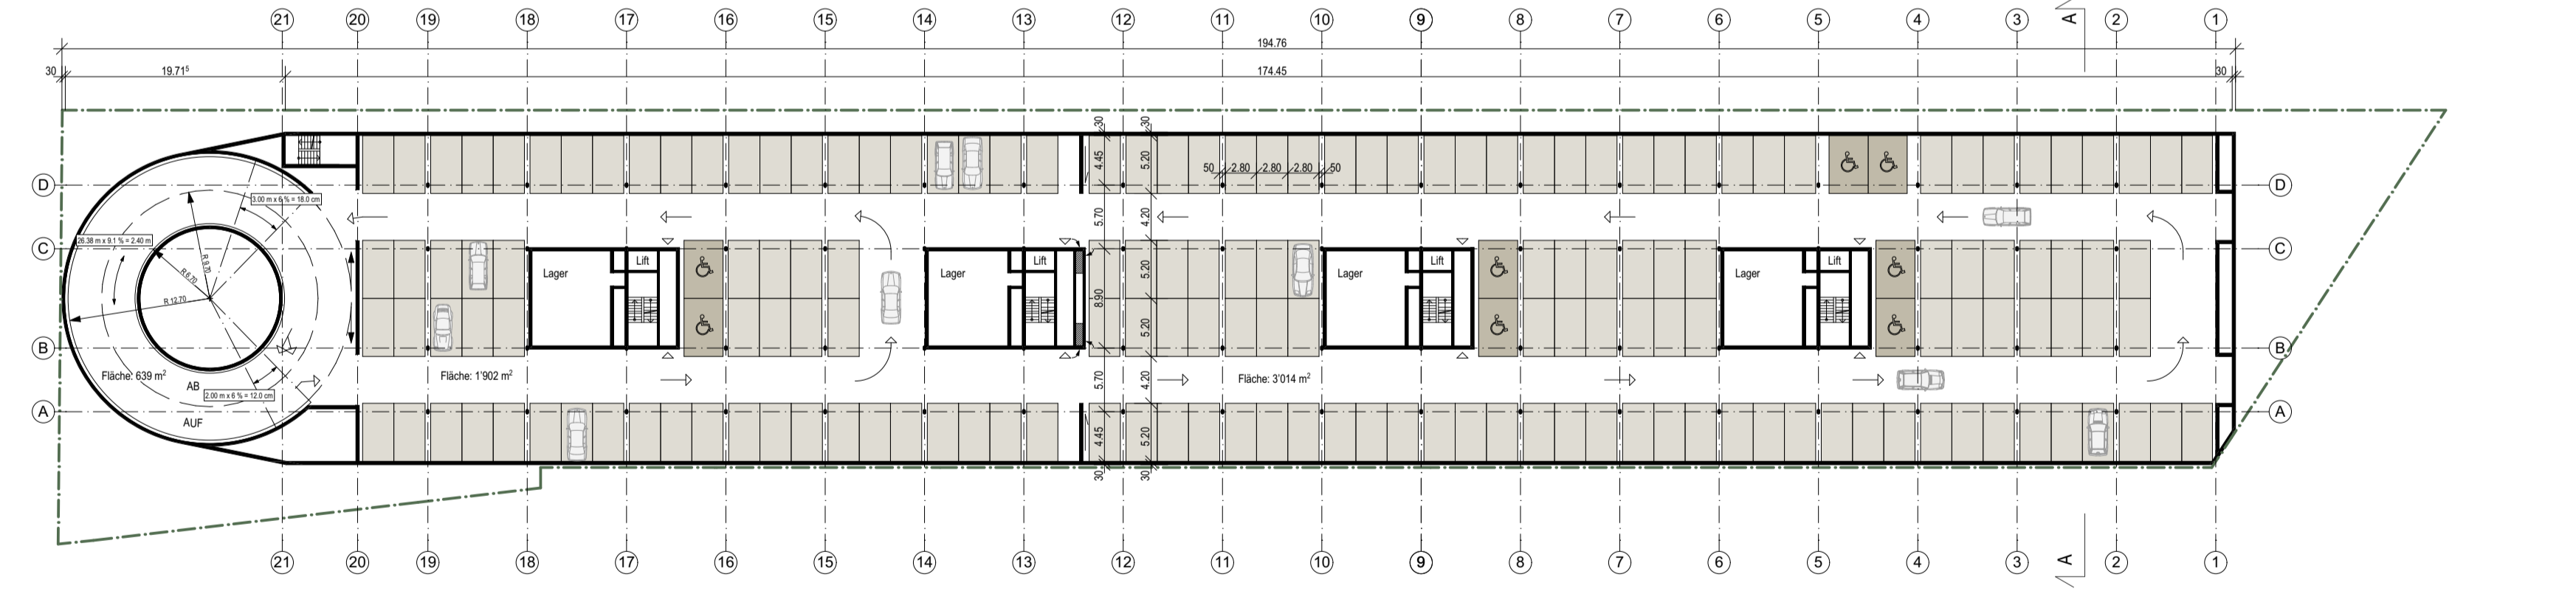 21 20 19 18 17 16 15 14 13 12 11 10 9 8 7 6 5 4 3 2 1
A
194.76
30 19.71⁵ 174.45 30
30 30
4.45 5.20
50 2.80 2.80 2.80 50
D D
3.00 m x 6 % = 18.0 cm
5.70 4.20
26.38 m x 9.1 % = 2.40 m
C C
R 9.70
R 6.70
R 12.70
Lager Lift Lager Lift Lager Lift Lager Lift
5.20
8.90
5.20
B B
Fläche: 639 m²
AB
2.00 m x 6 % = 12.0 cm
Fläche: 1'902 m²
5.70 4.20
Fläche: 3'014 m²
A A
AUF
4.45 5.20
30 30
A
21 20 19 18 17 16 15 14 13 12 11 10 9 8 7 6 5 4 3 2 1